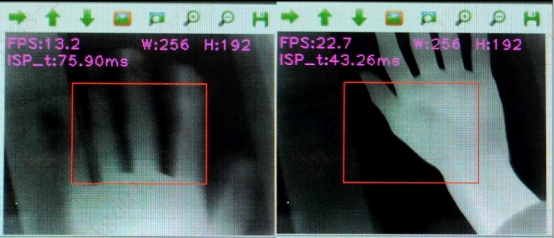 FPS:13.2 W:256 H:192
ISP_t:75.90ms
FPS:22.7 W:256 H:192
ISP_t:43.26ms